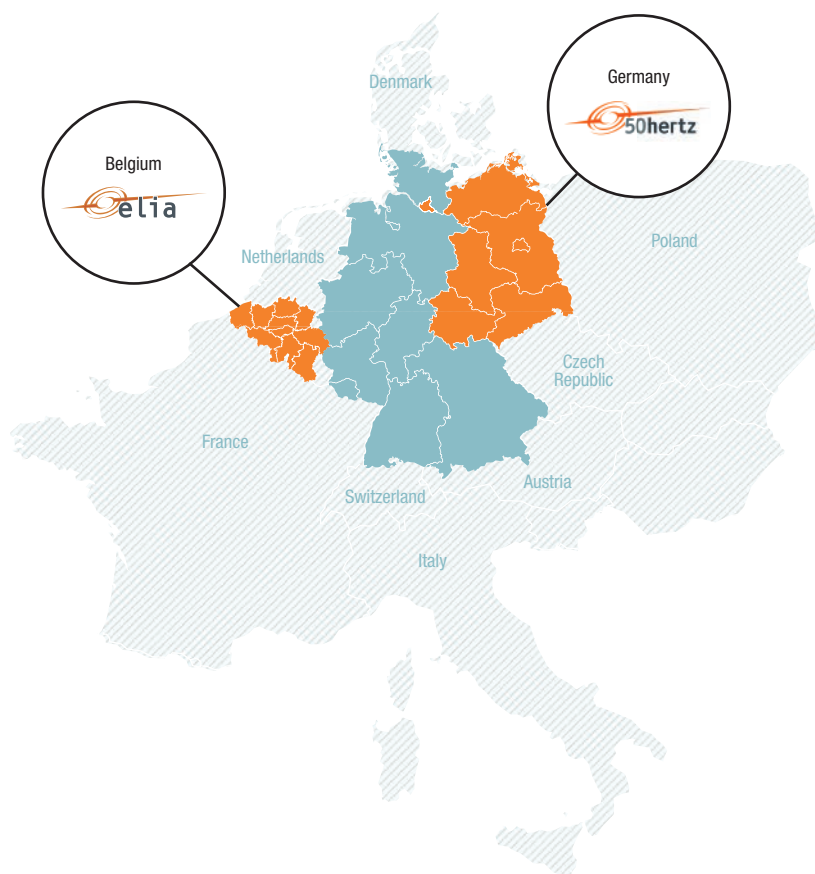 Denmark
Germany
50hertz
Belgium
elia
Netherlands
Poland
Czech
Republic
France
Switzerland
Austria
Italy